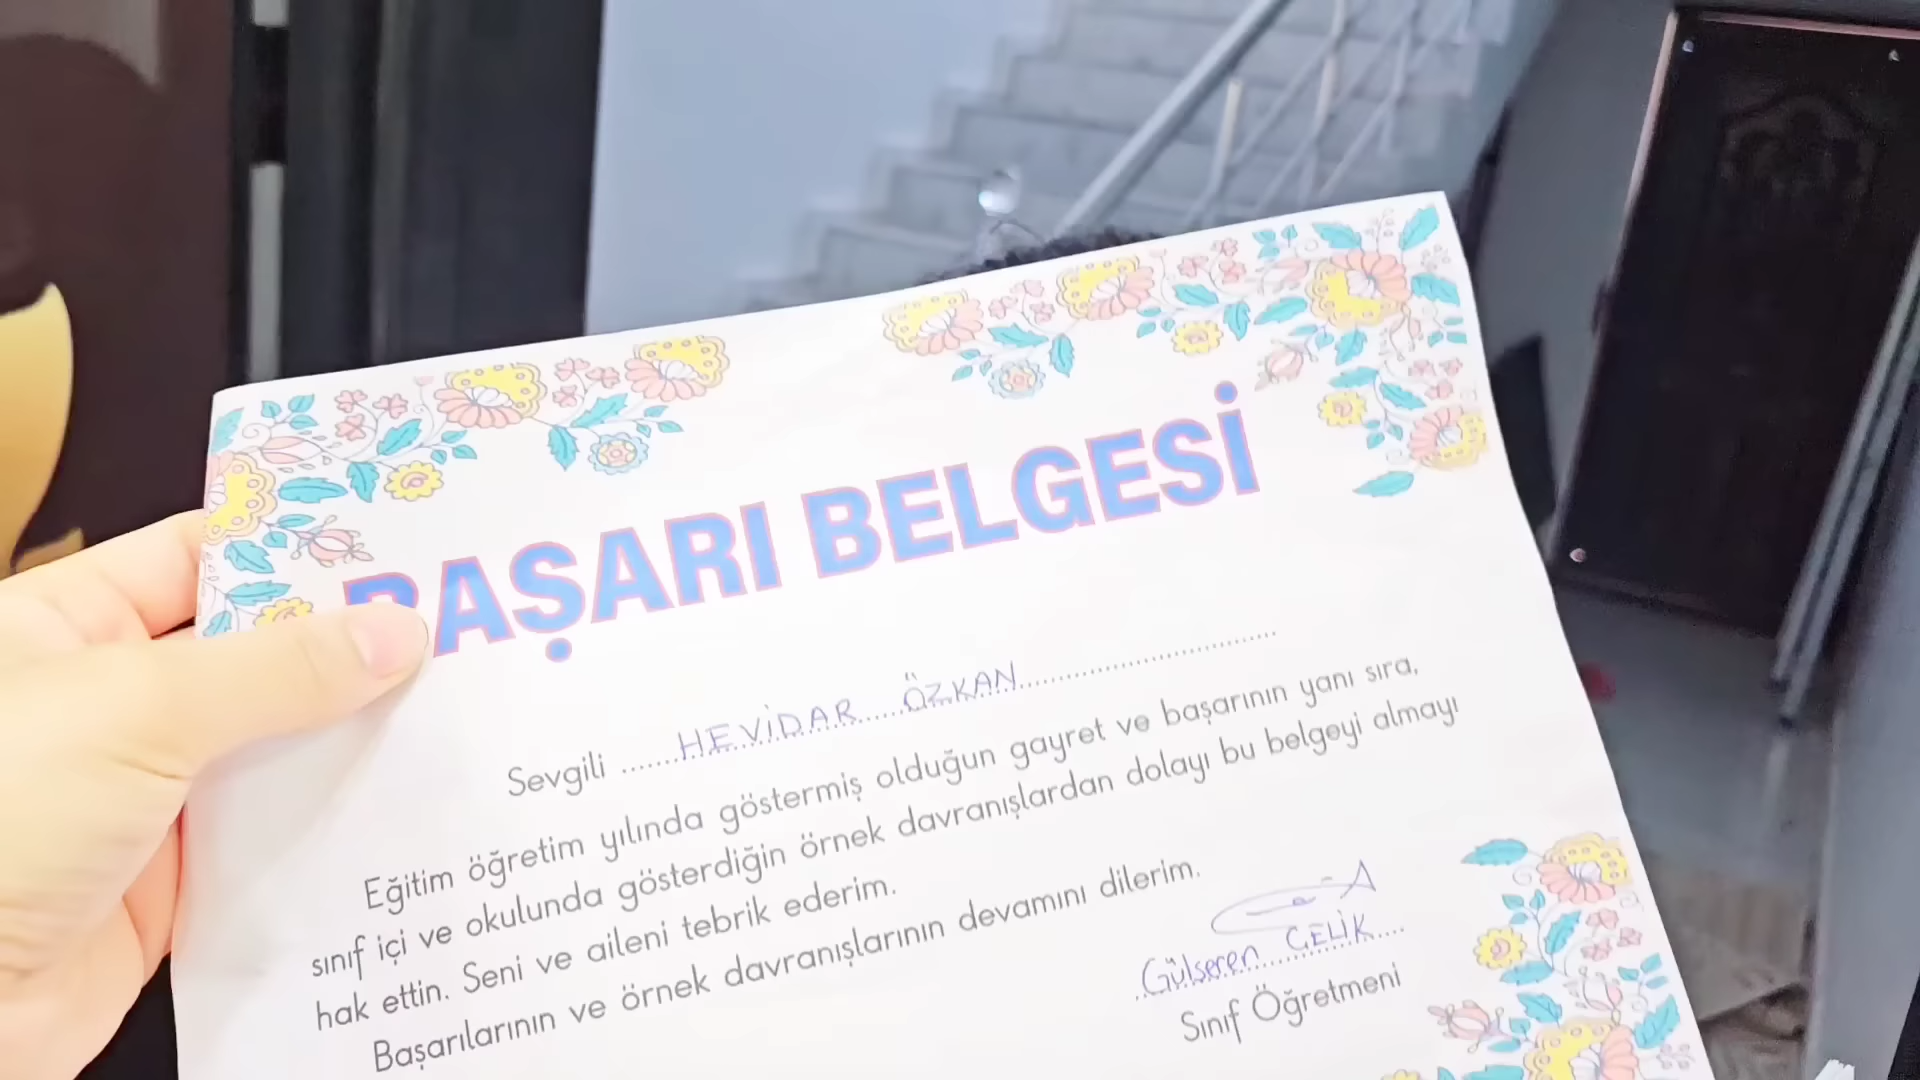 BAŞARI BELGESİ
Sevgili ........HEVİDAR ÖZKAN........................
Eğitim öğretim yılında göstermiş olduğun gayret ve başarının yanı sıra,
sınıf içi ve okulunda gösterdiğin örnek davranışlardan dolayı bu belgeyi almayı
hak ettin. Seni ve aileni tebrik ederim.
Başarılarının ve örnek davranışlarının devamını dilerim.
Gülseren ÇELİK
Sınıf Öğretmeni